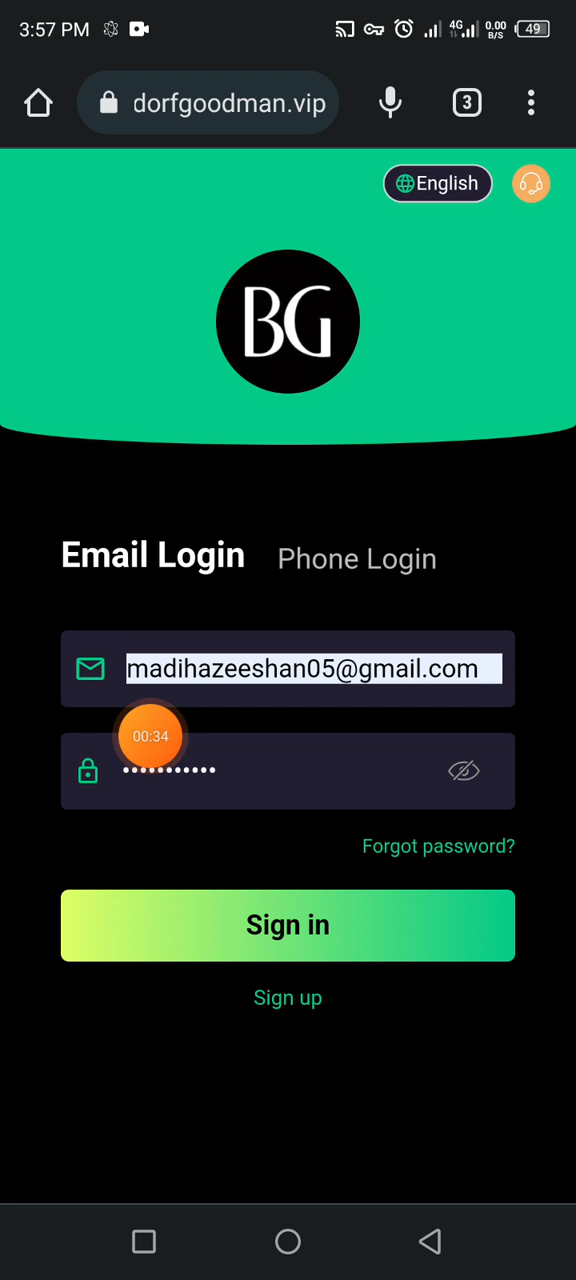 3:57 PM 4G 0.00 B/S 49
dorfgoodman.vip 3
English
BG
Email Login Phone Login
madihazeeshan05@gmail.com
00:34
•••••••••••
Forgot password?
Sign in
Sign up